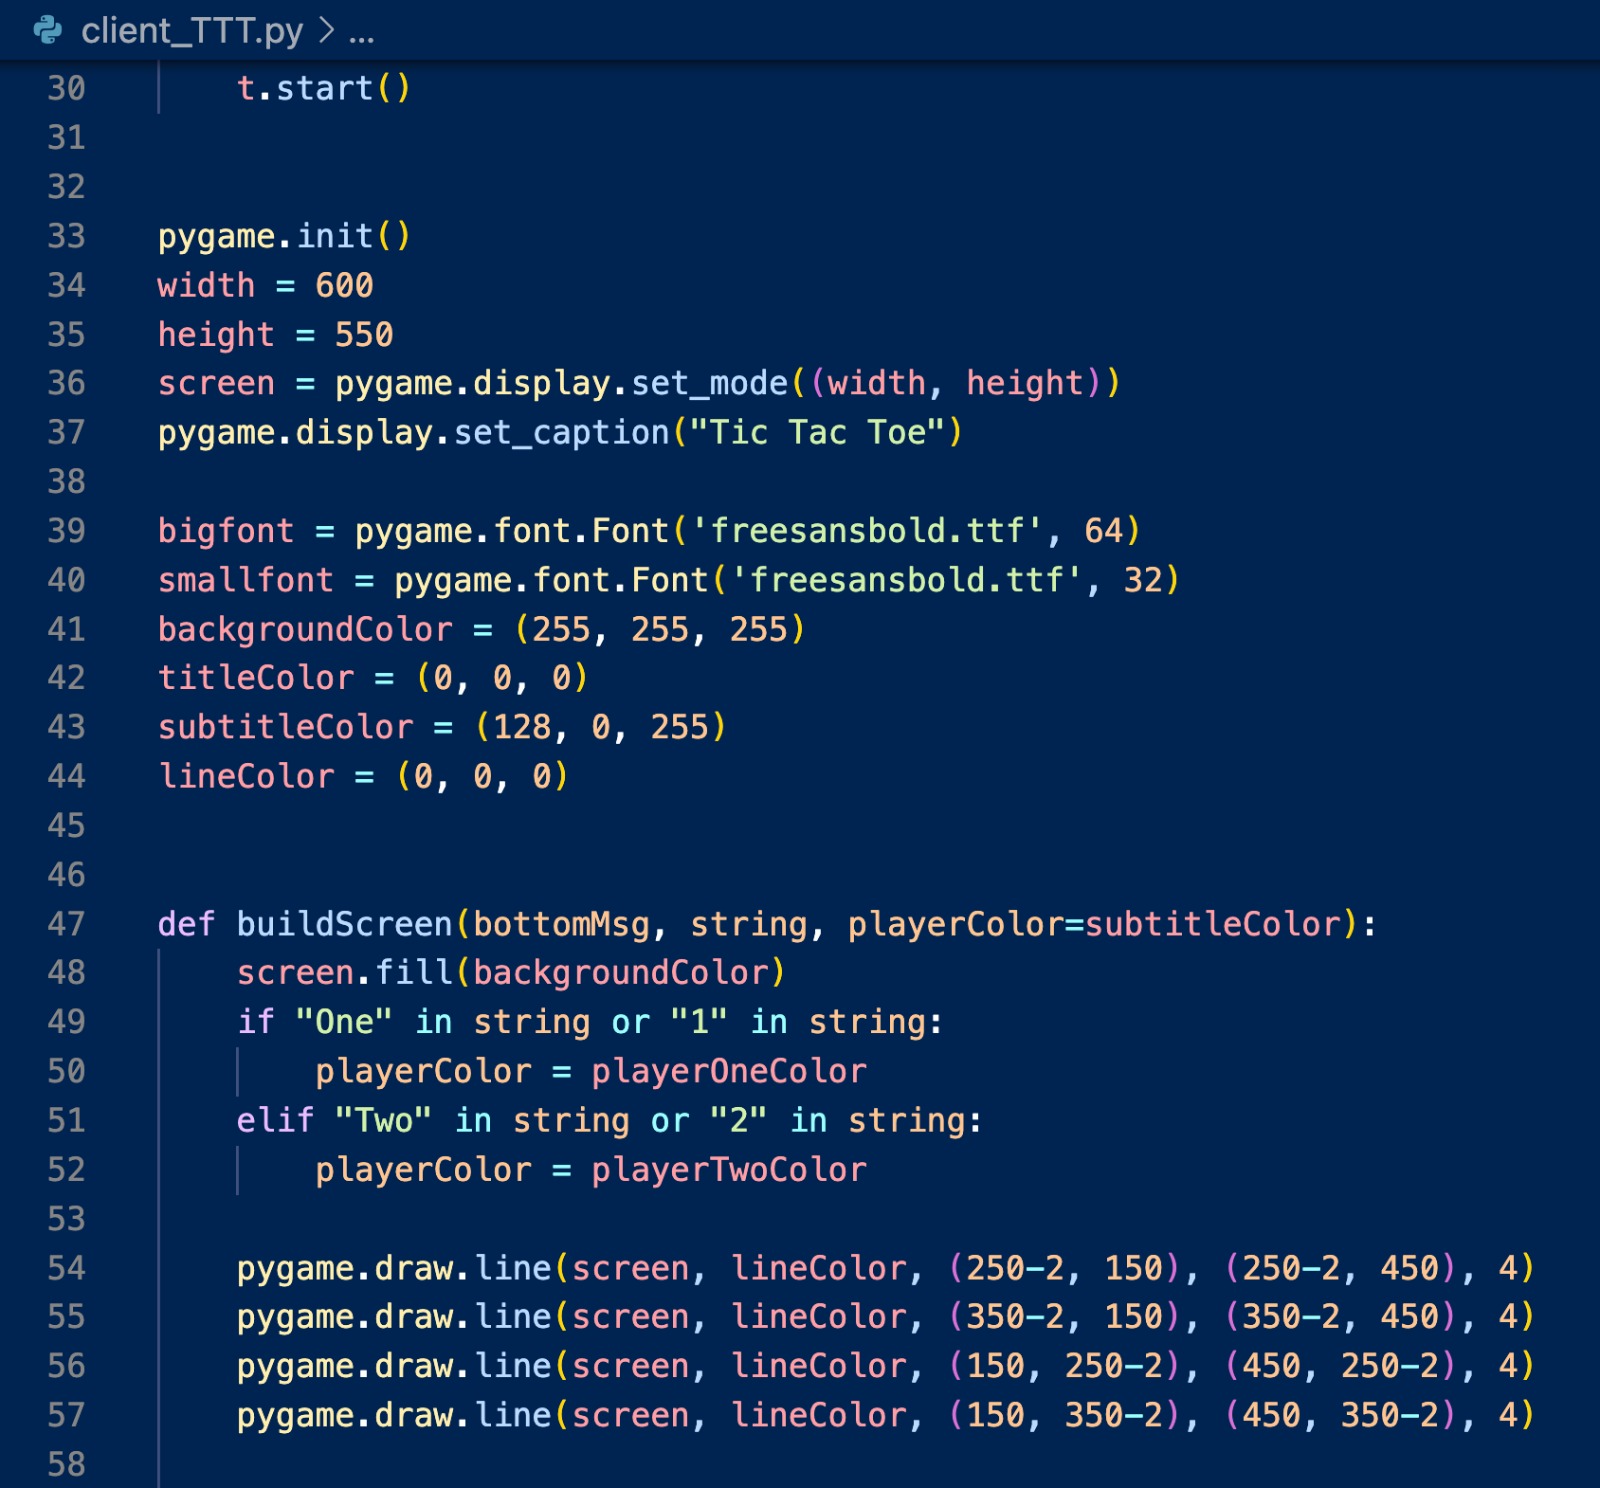 client_TTT.py > ...
30 t.start()
31
32
33 pygame.init()
34 width = 600
35 height = 550
36 screen = pygame.display.set_mode((width, height))
37 pygame.display.set_caption("Tic Tac Toe")
38
39 bigfont = pygame.font.Font('freesansbold.ttf', 64)
40 smallfont = pygame.font.Font('freesansbold.ttf', 32)
41 backgroundColor = (255, 255, 255)
42 titleColor = (0, 0, 0)
43 subtitleColor = (128, 0, 255)
44 lineColor = (0, 0, 0)
45
46
47 def buildScreen(bottomMsg, string, playerColor=subtitleColor):
48 screen.fill(backgroundColor)
49 if "One" in string or "1" in string:
50 playerColor = playerOneColor
51 elif "Two" in string or "2" in string:
52 playerColor = playerTwoColor
53
54 pygame.draw.line(screen, lineColor, (250-2, 150), (250-2, 450), 4)
55 pygame.draw.line(screen, lineColor, (350-2, 150), (350-2, 450), 4)
56 pygame.draw.line(screen, lineColor, (150, 250-2), (450, 250-2), 4)
57 pygame.draw.line(screen, lineColor, (150, 350-2), (450, 350-2), 4)
58